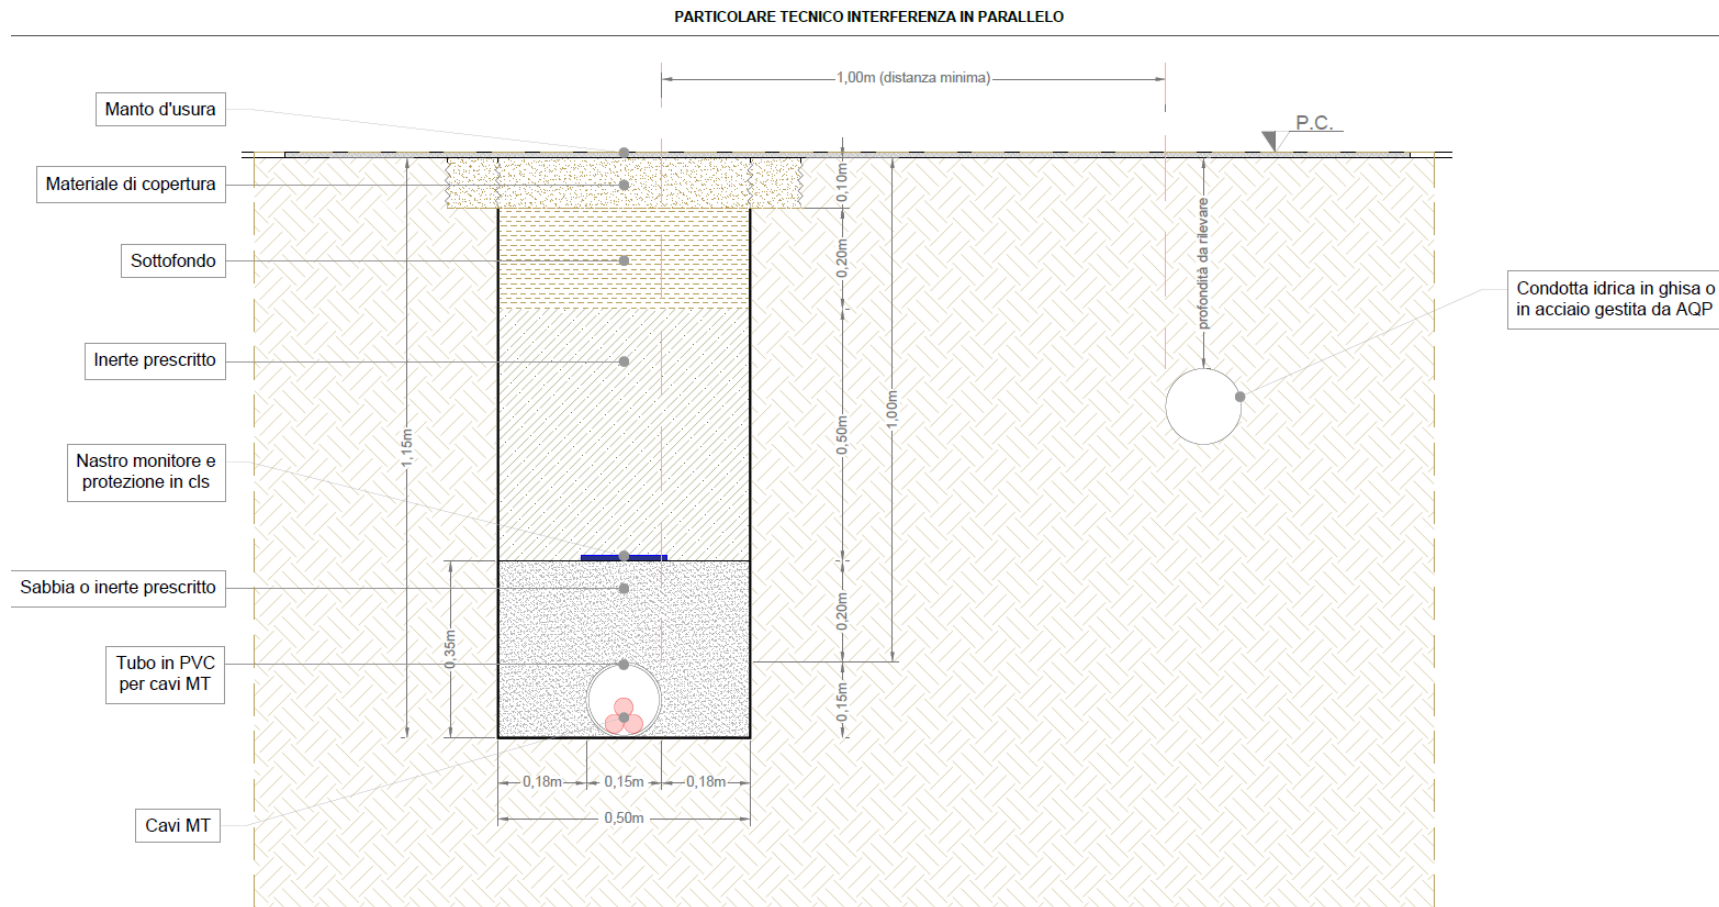 PARTICOLARE TECNICO INTERFERENZA IN PARALLELO
1,00m (distanza minima)
Manto d'usura
P.C.
Materiale di copertura
0,10m
Sottofondo
0,20m
profondità da rilevare
Condotta idrica in ghisa o
in acciaio gestita da AQP
Inerte prescritto
1,00m
0,50m
1,15m
Nastro monitore e
protezione in cls
Sabbia o inerte prescritto
0,20m
0,35m
Tubo in PVC
per cavi MT
0,15m
0,18m
0,15m
0,18m
0,50m
Cavi MT